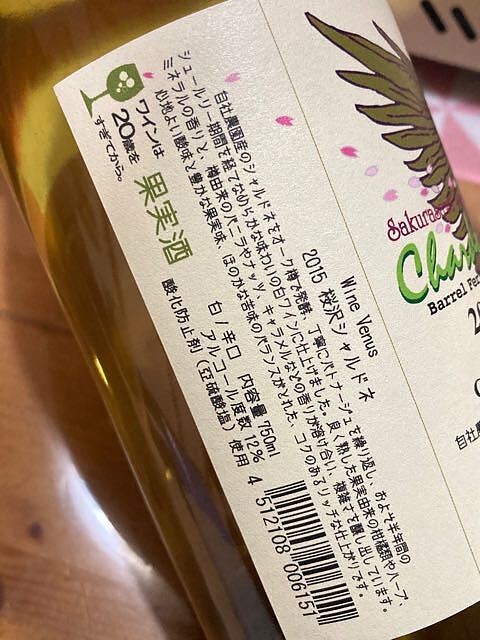 Wine Venus
2015 桜沢シャルドネ
自社農園産のシャルドネをオーク樽で発酵、丁寧にバトナージュを繰り返し、およそ半年間の
シュールリー期間を経てなめらかな味わいの白ワインに仕上げました。良く熟した果実由来の柑橘類やハーブ、
ミネラルの香りと、樽由来のバニラやナッツ、キャラメルなどの香りが溶け合い、複雑さを醸し出しています。
心地よい酸味と豊かな果実味、ほのかな苦味のバランスがとれた、コクのあるリッチな仕上がりです。
ワインは
20歳を
すぎてから。
果実酒
白/辛口 内容量 750ml
アルコール度数 12%
酸化防止剤(亜硫酸塩)使用
4 512108 006151
Sakuras
Char
Barrel Fer
20
自社農